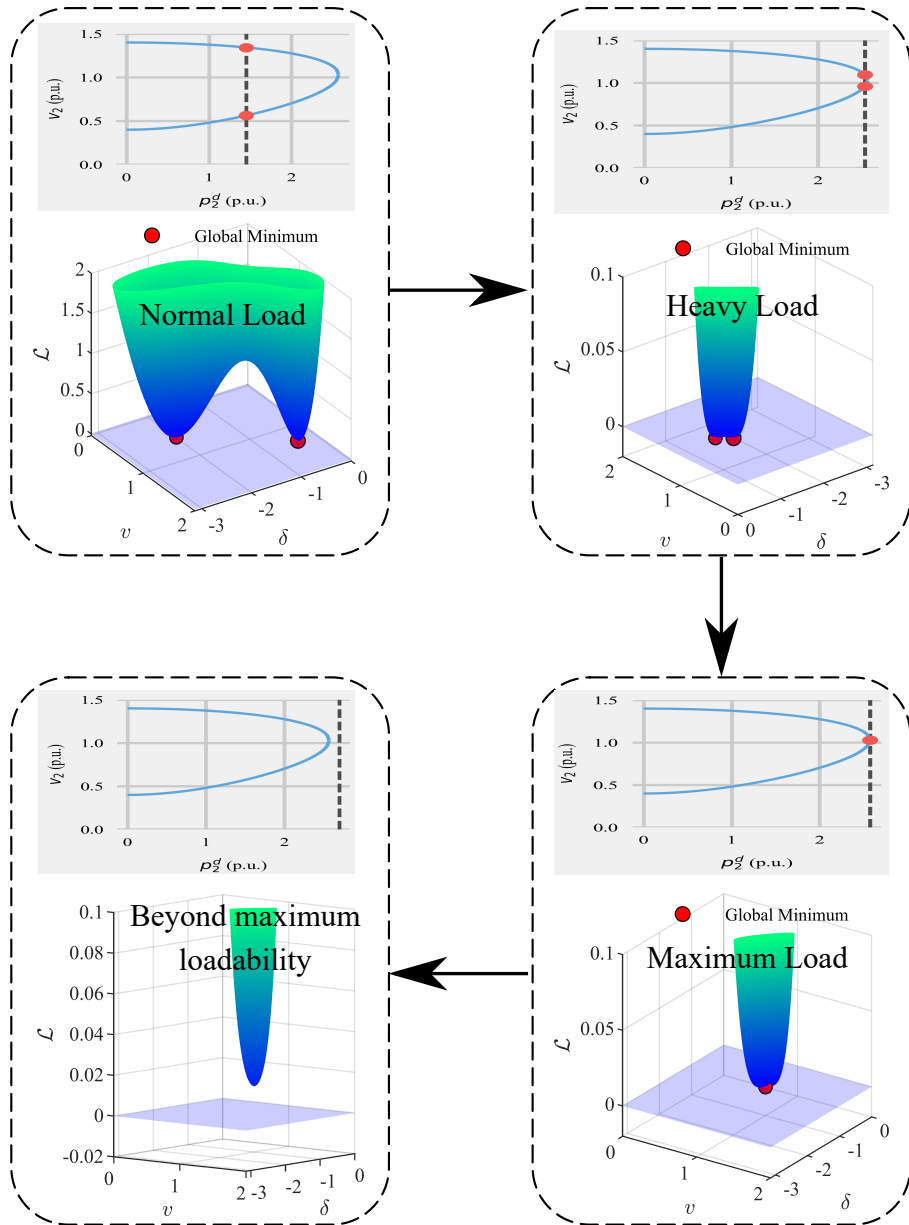 1.5
1.0
0.5
0.0
V₂ (p.u.)
0 1 2
p₂ᵈ (p.u.)
Global Minimum
Normal Load
2
1.5
1
0.5
0
ℒ
0 1 2
v
-3 -2 -1 0
δ
1.5
1.0
0.5
0.0
V₂ (p.u.)
0 1 2
p₂ᵈ (p.u.)
Global Minimum
Heavy Load
0.1
0.05
0
ℒ
2 1 0
v
0 -1 -2 -3
δ
1.5
1.0
0.5
0.0
V₂ (p.u.)
0 1 2
p₂ᵈ (p.u.)
Beyond maximum
loadability
0.1
0.08
0.06
0.04
0.02
0
-0.02
ℒ
0 1 2
v
-3 -2 -1 0
δ
1.5
1.0
0.5
0.0
V₂ (p.u.)
0 1 2
p₂ᵈ (p.u.)
Global Minimum
Maximum Load
0.1
0.05
0
ℒ
0 1 2
v
-3 -2 -1 0
δ